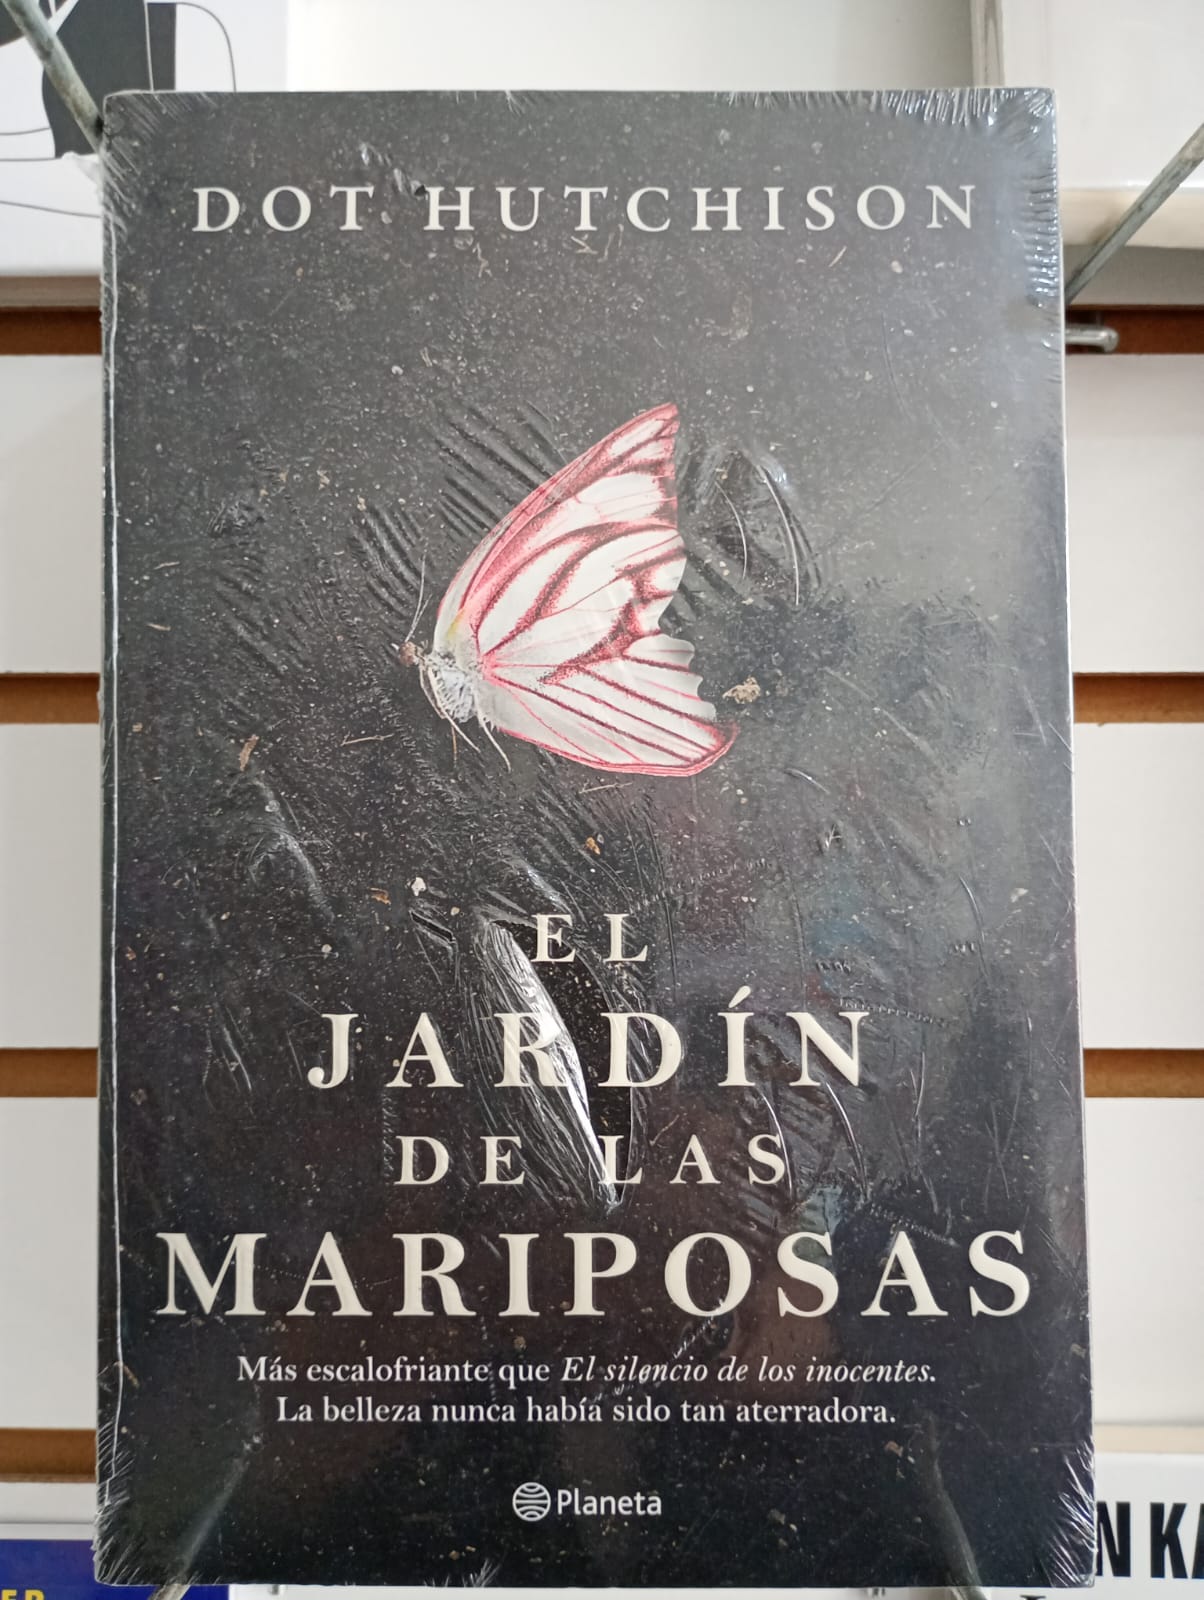 DOT HUTCHISON
EL
JARDÍN
DE LAS
MARIPOSAS
Más escalofriante que El silencio de los inocentes.
La belleza nunca había sido tan aterradora.
Planeta